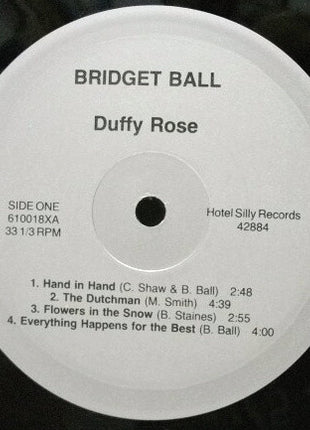 BRIDGET BALL
Duffy Rose
SIDE ONE
610018XA
33 1/3 RPM
Hotel Silly Records
42884
1. Hand in Hand (C. Shaw & B. Ball) 2:48
2. The Dutchman (M. Smith) 4:39
3. Flowers in the Snow (B. Staines) 2:55
4. Everything Happens for the Best (B. Ball) 4:00